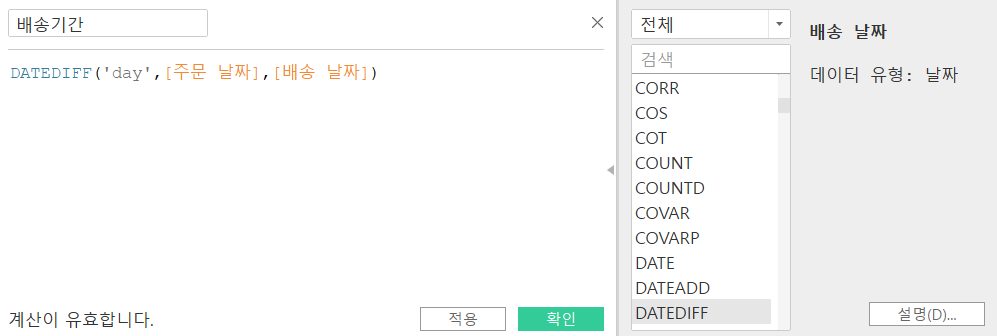 배송기간
DATEDIFF('day',[주문 날짜],[배송 날짜])
계산이 유효합니다.
적용
확인
전체
검색
CORR
COS
COT
COUNT
COUNTD
COVAR
COVARP
DATE
DATEADD
DATEDIFF
배송 날짜
데이터 유형: 날짜
설명(D)...